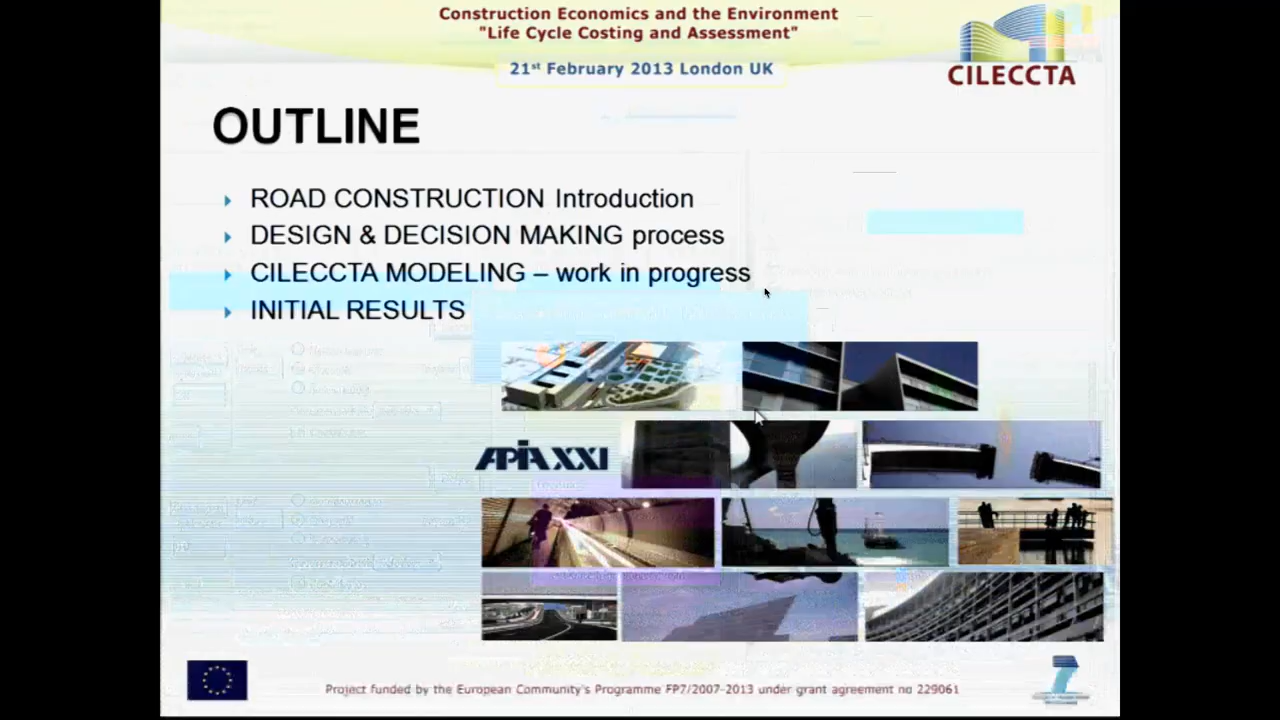 Construction Economics and the Environment
"Life Cycle Costing and Assessment"
21st February 2013 London UK
CILECCTA
OUTLINE
ROAD CONSTRUCTION Introduction
DESIGN & DECISION MAKING process
CILECCTA MODELING – work in progress
INITIAL RESULTS
APIA XXI
Project funded by the European Community's Programme FP7/2007-2013 under grant agreement no 229061